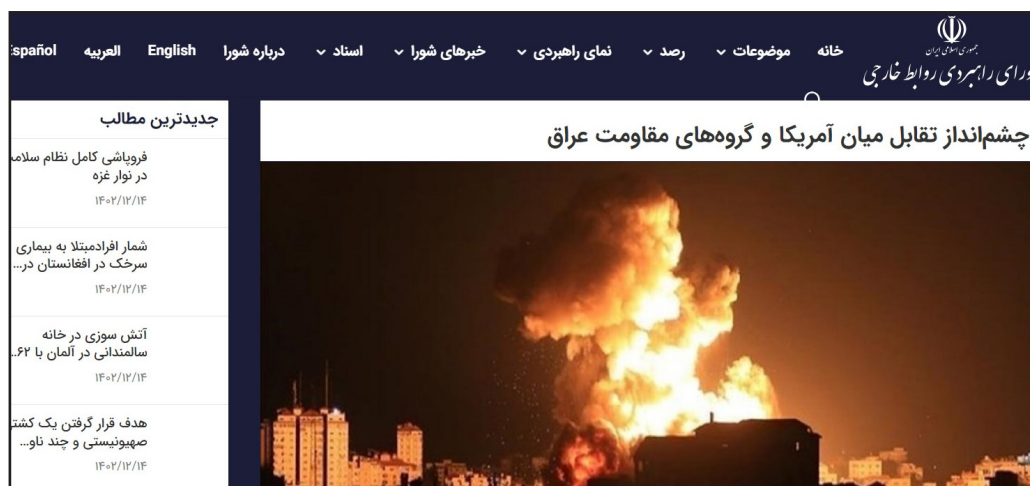 جمهوری اسلامی ایران
ورای راهبردی روابط خارجی
خانه
موضوعات
رصد
نمای راهبردی
خبرهای شورا
اسناد
درباره شورا
English
العربیه
Español
چشم‌انداز تقابل میان آمریکا و گروه‌های مقاومت عراق
جدیدترین مطالب
فروپاشی کامل نظام
در نوار غزه
۱۴۰۲/۱۲/۱۴
شمار افرادمبتلا به بیماری
سرخک در افغانستان در...
۱۴۰۲/۱۲/۱۴
آتش سوزی در خانه
سالمندانی در آلمان با ۶۲..
۱۴۰۲/۱۲/۱۴
هدف قرار گرفتن یک
صهیونیستی و چند ناو...
۱۴۰۲/۱۲/۱۴